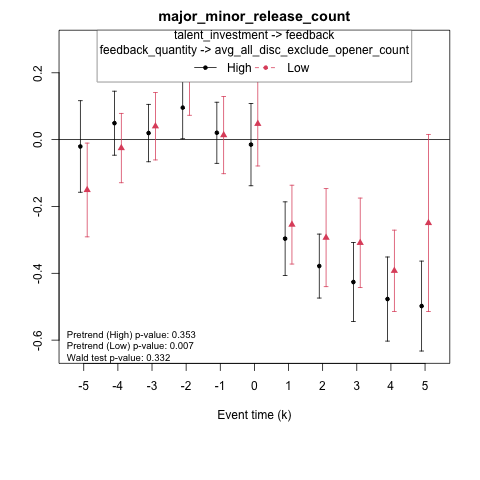 major_minor_release_count
talent_investment -> feedback
feedback_quantity -> avg_all_disc_exclude_opener_count
High Low
0.2
0.0
-0.2
-0.4
-0.6
Pretrend (High) p-value: 0.353
Pretrend (Low) p-value: 0.007
Wald test p-value: 0.332
-5 -4 -3 -2 -1 0 1 2 3 4 5
Event time (k)